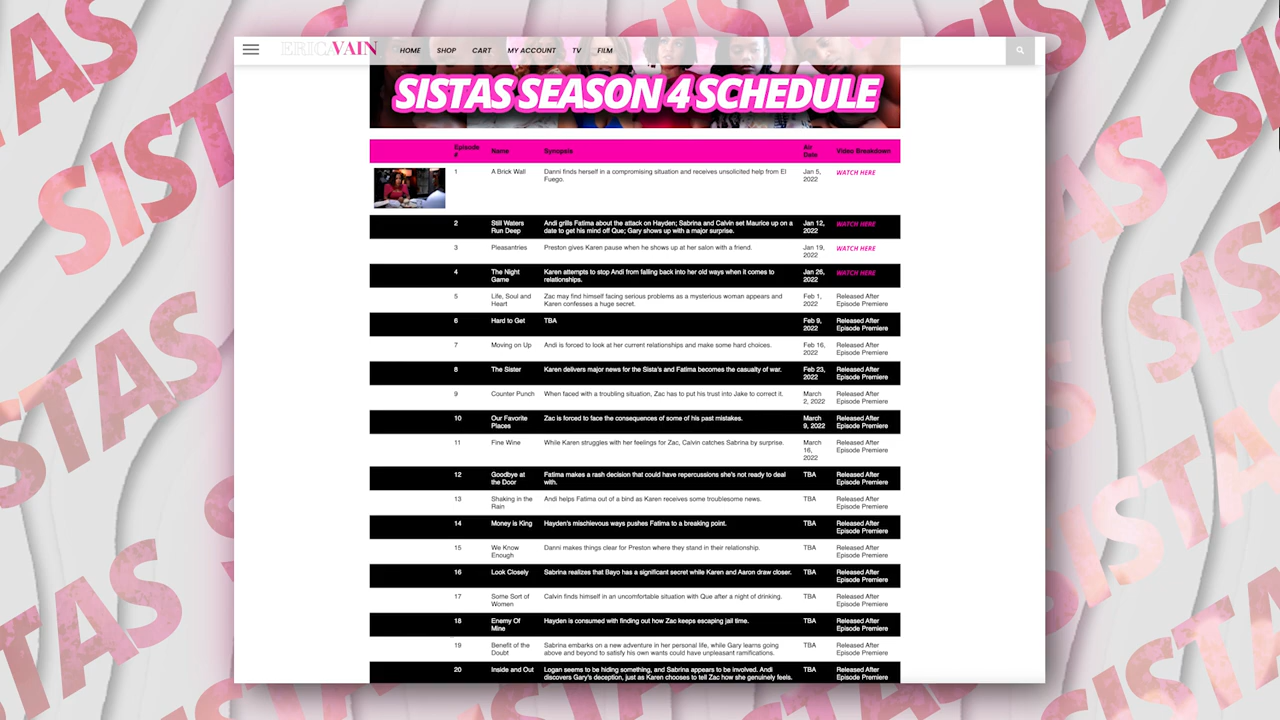 ERICAVAIN HOME SHOP CART MY ACCOUNT TV FILM
SISTAS SEASON 4 SCHEDULE
Episode # Name Synopsis Air Date Video Breakdown
1 A Brick Wall Danni finds herself in a compromising situation and receives unsolicited help from El Jan 5, WATCH HERE
Fuego. 2022
2 Still Waters Andi grills Fatima about the attack on Hayden; Sabrina and Calvin set Maurice up on a Jan 12, WATCH HERE
Run Deep date to get his mind off Que; Gary shows up with a major surprise. 2022
3 Pleasantries Preston gives Karen pause when he shows up at her salon with a friend. Jan 19, WATCH HERE
2022
4 The Night Karen attempts to stop Andi from falling back into her old ways when it comes to Jan 26, WATCH HERE
Game relationships. 2022
5 Life, Soul and Zac may find himself facing serious problems as a mysterious woman appears and Feb 1, Released After
Heart Karen confesses a huge secret. 2022 Episode Premiere
6 Hard to Get TBA Feb 9, Released After
2022 Episode Premiere
7 Moving on Up Andi is forced to look at her current relationships and make some hard choices. Feb 16, Released After
2022 Episode Premiere
8 The Sister Karen delivers major news for the Sista's and Fatima becomes the casualty of war. Feb 23, Released After
2022 Episode Premiere
9 Counter Punch When faced with a troubling situation, Zac has to put his trust into Jake to correct it. March Released After
2, 2022 Episode Premiere
10 Our Favorite Zac is forced to face the consequences of some of his past mistakes. March Released After
Places 9, 2022 Episode Premiere
11 Fine Wine While Karen struggles with her feelings for Zac, Calvin catches Sabrina by surprise. March Released After
16, Episode Premiere
2022
12 Goodbye at Fatima makes a rash decision that could have repercussions she's not ready to deal TBA Released After
the Door with. Episode Premiere
13 Shaking in the Andi helps Fatima out of a bind as Karen receives some troublesome news. TBA Released After
Rain Episode Premiere
14 Money is King Hayden's mischievous ways pushes Fatima to a breaking point. TBA Released After
Episode Premiere
15 We Know Danni makes things clear for Preston where they stand in their relationship. TBA Released After
Enough Episode Premiere
16 Look Closely Sabrina realizes that Bayo has a significant secret while Karen and Aaron draw closer. TBA Released After
Episode Premiere
17 Some Sort of Calvin finds himself in an uncomfortable situation with Que after a night of drinking. TBA Released After
Women Episode Premiere
18 Enemy Of Hayden is consumed with finding out how Zac keeps escaping jail time. TBA Released After
Mine Episode Premiere
19 Benefit of the Sabrina embarks on a new adventure in her personal life, while Gary learns going TBA Released After
Doubt above and beyond to satisfy his own wants could have unpleasant ramifications. Episode Premiere
20 Inside and Out Logan seems to be hiding something, and Sabrina appears to be involved. Andi TBA Released After
discovers Gary's deception, just as Karen chooses to tell Zac how she genuinely feels. Episode Premiere